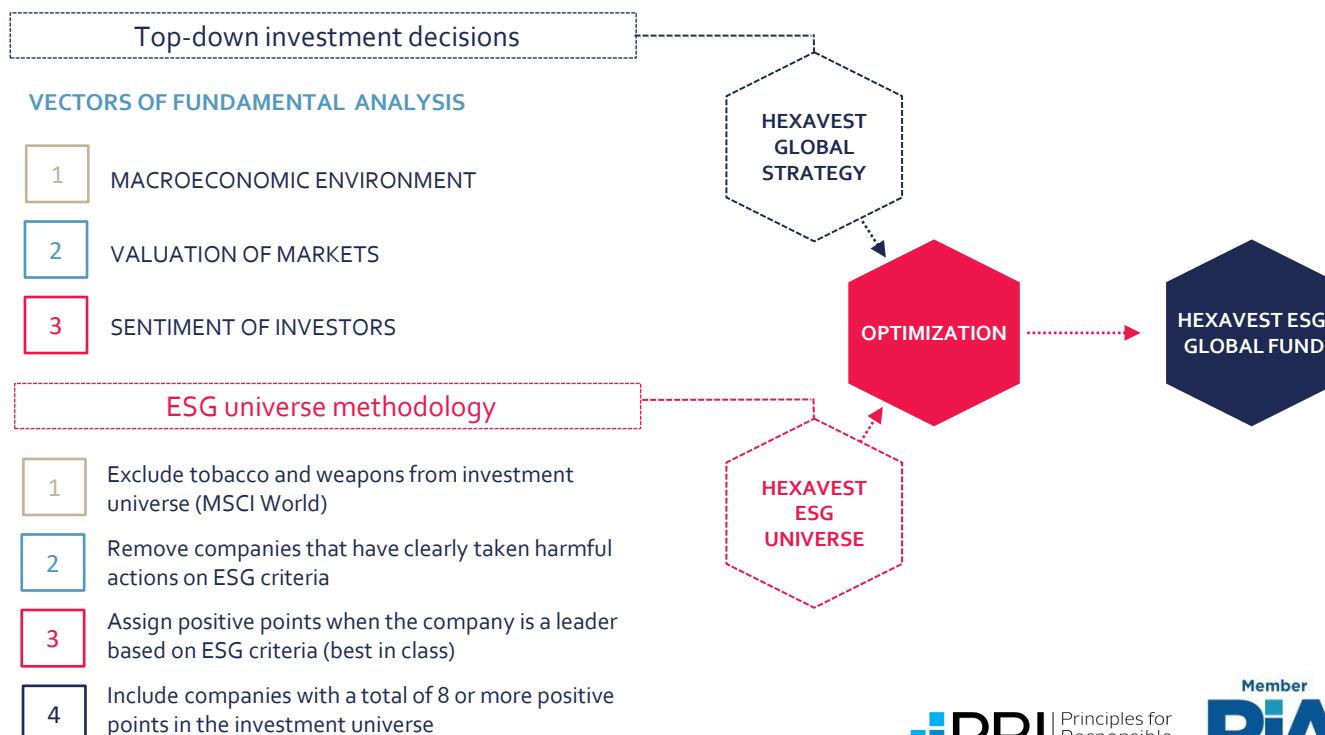 Top-down investment decisions
VECTORS OF FUNDAMENTAL ANALYSIS
1
MACROECONOMIC ENVIRONMENT
2
VALUATION OF MARKETS
3
SENTIMENT OF INVESTORS
HEXAVEST
GLOBAL
STRATEGY
OPTIMIZATION
HEXAVEST ESG
GLOBAL FUND
ESG universe methodology
1
Exclude tobacco and weapons from investment
universe (MSCI World)
2
Remove companies that have clearly taken harmful
actions on ESG criteria
3
Assign positive points when the company is a leader
based on ESG criteria (best in class)
4
Include companies with a total of 8 or more positive
points in the investment universe
HEXAVEST
ESG
UNIVERSE
PRI
Principles for
Responsible
Member
RiA